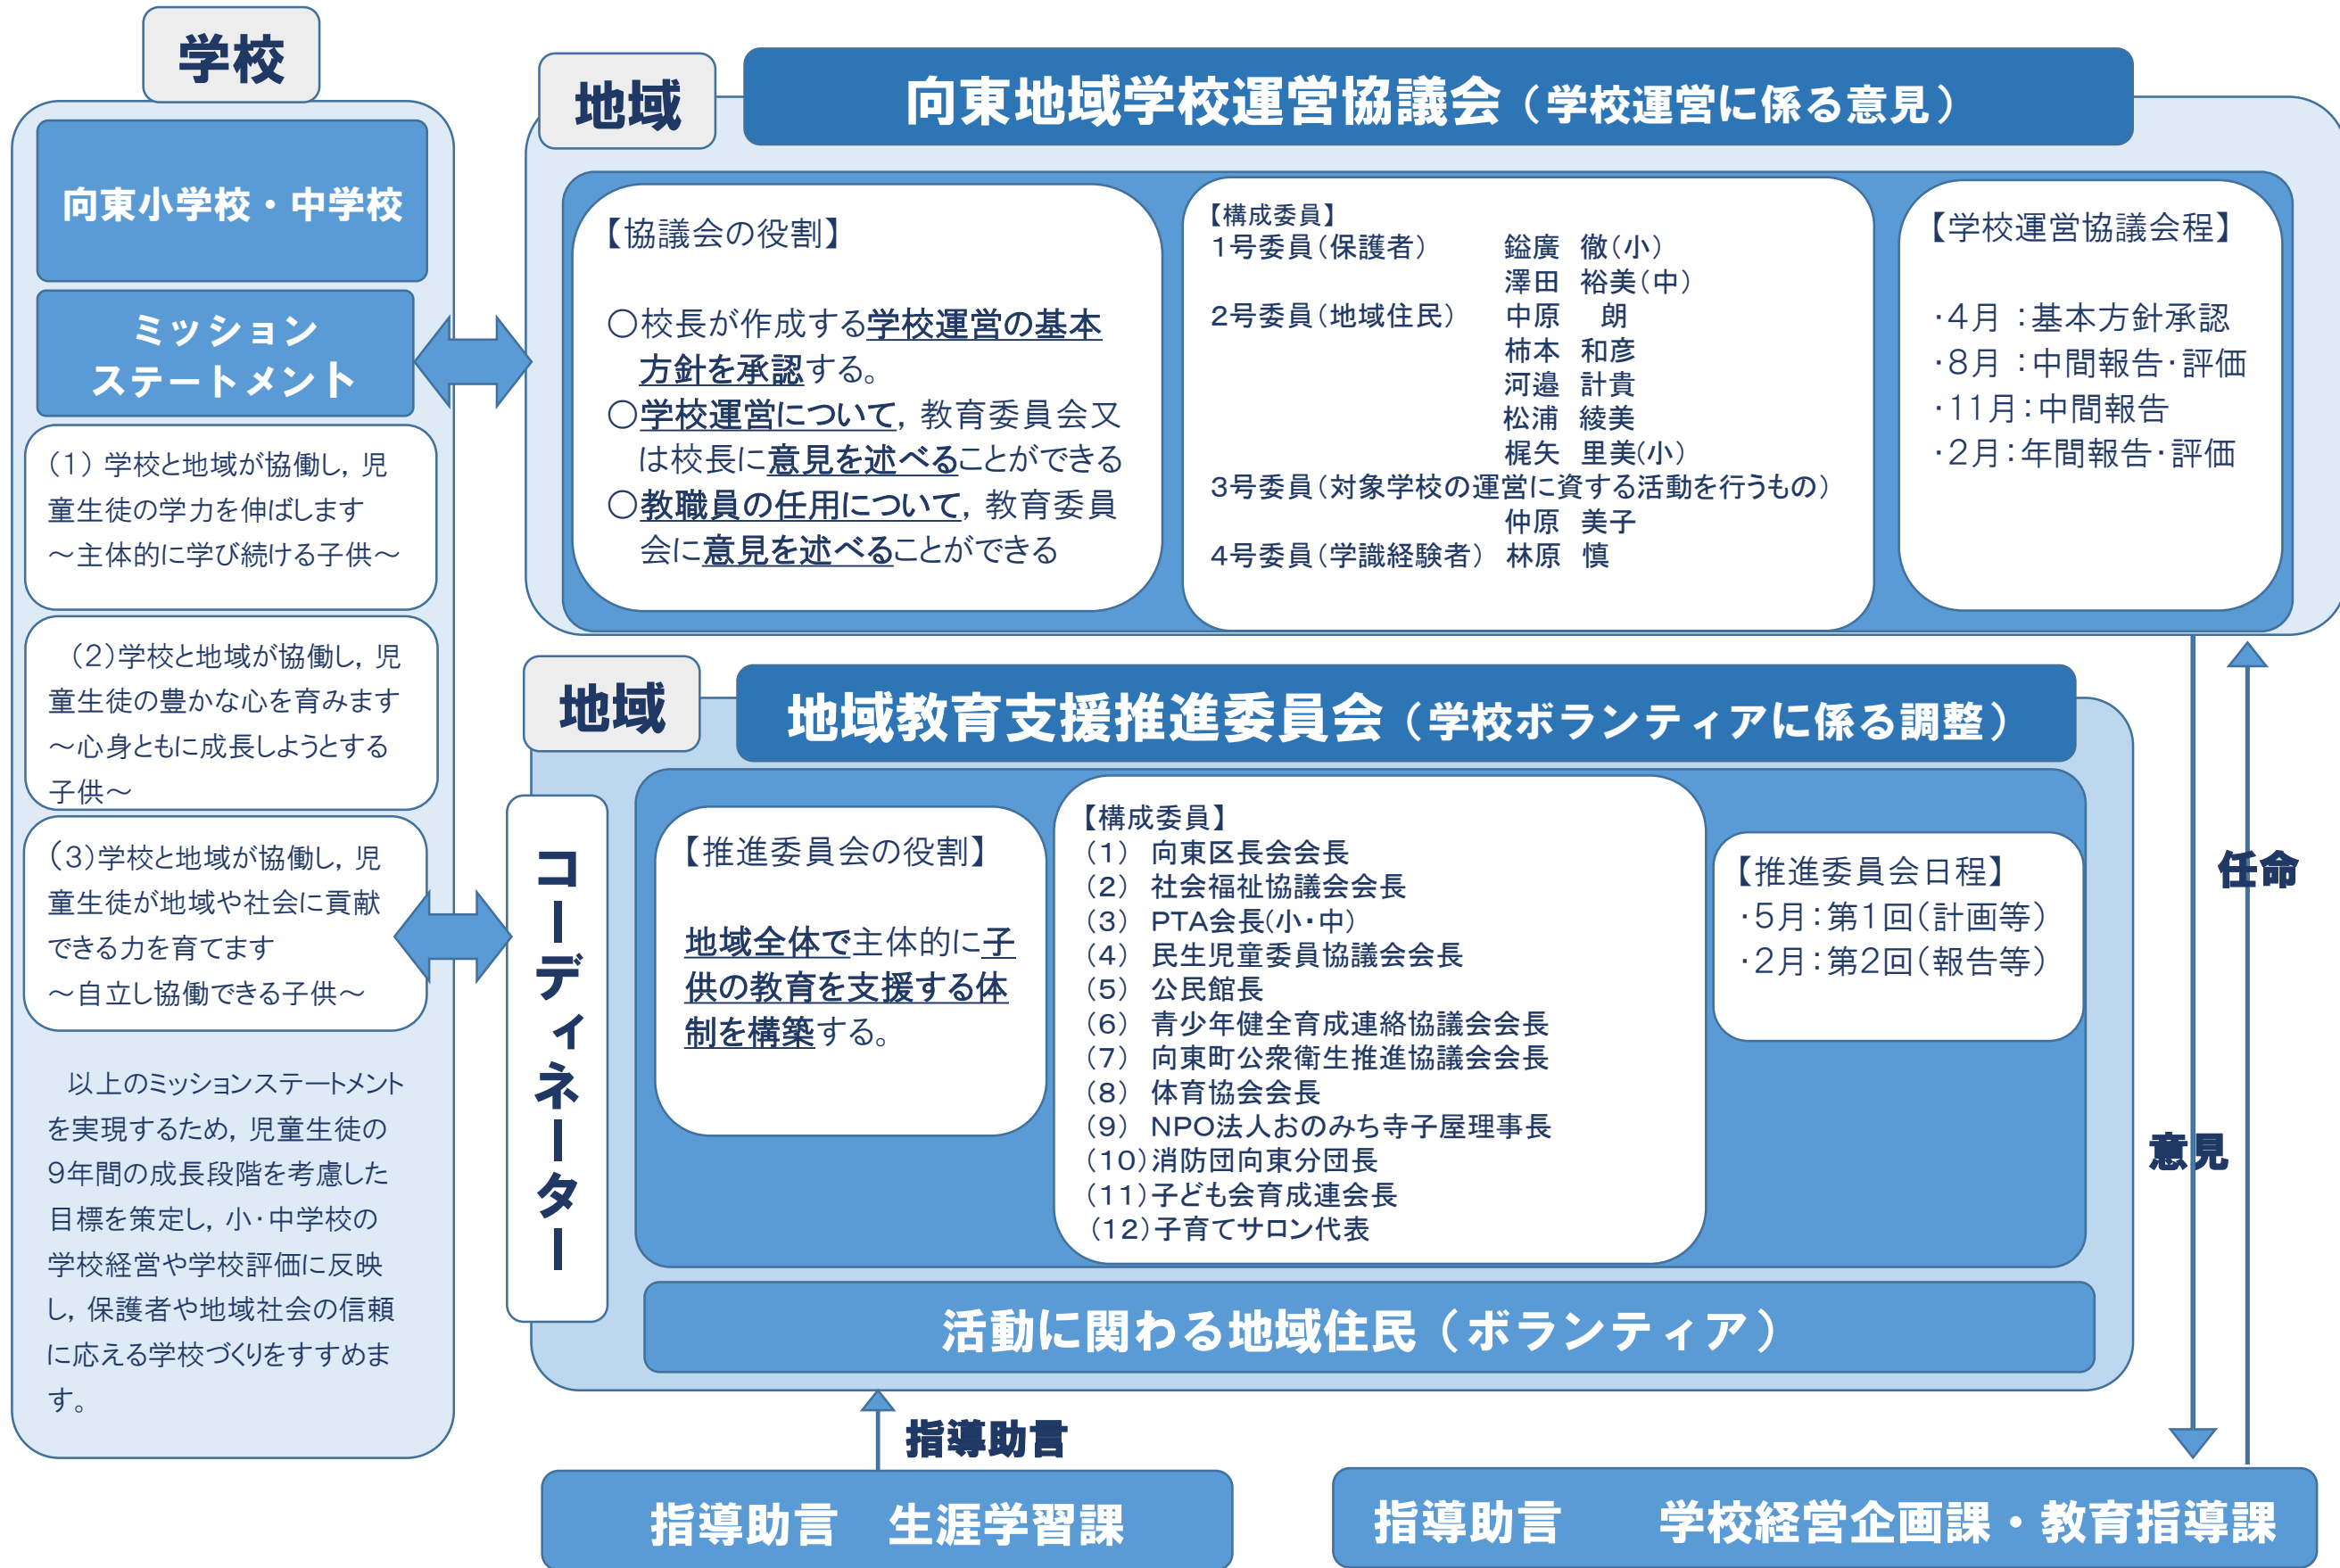 学校
向東小学校・中学校
ミッション
ステートメント
(1) 学校と地域が協働し，児
童生徒の学力を伸ばします
～主体的に学び続ける子供～
(2)学校と地域が協働し，児
童生徒の豊かな心を育みます
～心身ともに成長しようとする
子供～
(3)学校と地域が協働し，児
童生徒が地域や社会に貢献
できる力を育てます
～自立し協働できる子供～
以上のミッションステートメント
を実現するため，児童生徒の
9年間の成長段階を考慮した
目標を策定し，小・中学校の
学校経営や学校評価に反映
し，保護者や地域社会の信頼
に応える学校づくりをすすめま
す。
地域
向東地域学校運営協議会（学校運営に係る意見）
【協議会の役割】
○校長が作成する学校運営の基本
方針を承認する。
○学校運営について，教育委員会又
は校長に意見を述べることができる
○教職員の任用について，教育委員
会に意見を述べることができる
【構成委員】
1号委員(保護者)　鎰廣　徹(小)
澤田　裕美(中)
2号委員(地域住民)　中原　朗
柿本　和彦
河邉　計貴
松浦　綾美
梶矢　里美(小)
3号委員(対象学校の運営に資する活動を行うもの)
仲原　美子
4号委員(学識経験者)　林原　慎
【学校運営協議会程】
・4月：基本方針承認
・8月：中間報告・評価
・11月：中間報告
・2月：年間報告・評価
地域
地域教育支援推進委員会（学校ボランティアに係る調整）
コーディネーター
【推進委員会の役割】
地域全体で主体的に子
供の教育を支援する体
制を構築する。
【構成委員】
(1)　向東区長会会長
(2)　社会福祉協議会会長
(3)　PTA会長(小・中)
(4)　民生児童委員協議会会長
(5)　公民館長
(6)　青少年健全育成連絡協議会会長
(7)　向東町公衆衛生推進協議会会長
(8)　体育協会会長
(9)　NPO法人おのみち寺子屋理事長
(10)消防団向東分団長
(11)子ども会育成連会長
(12)子育てサロン代表
【推進委員会日程】
・5月：第1回(計画等)
・2月：第2回(報告等)
活動に関わる地域住民（ボランティア）
任命
意見
指導助言
指導助言　生涯学習課
指導助言　学校経営企画課・教育指導課